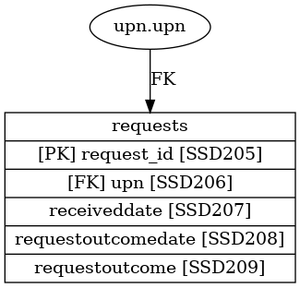 upn.upn
FK
requests
[PK] request_id [SSD205]
[FK] upn [SSD206]
receiveddate [SSD207]
requestoutcomedate [SSD208]
requestoutcome [SSD209]